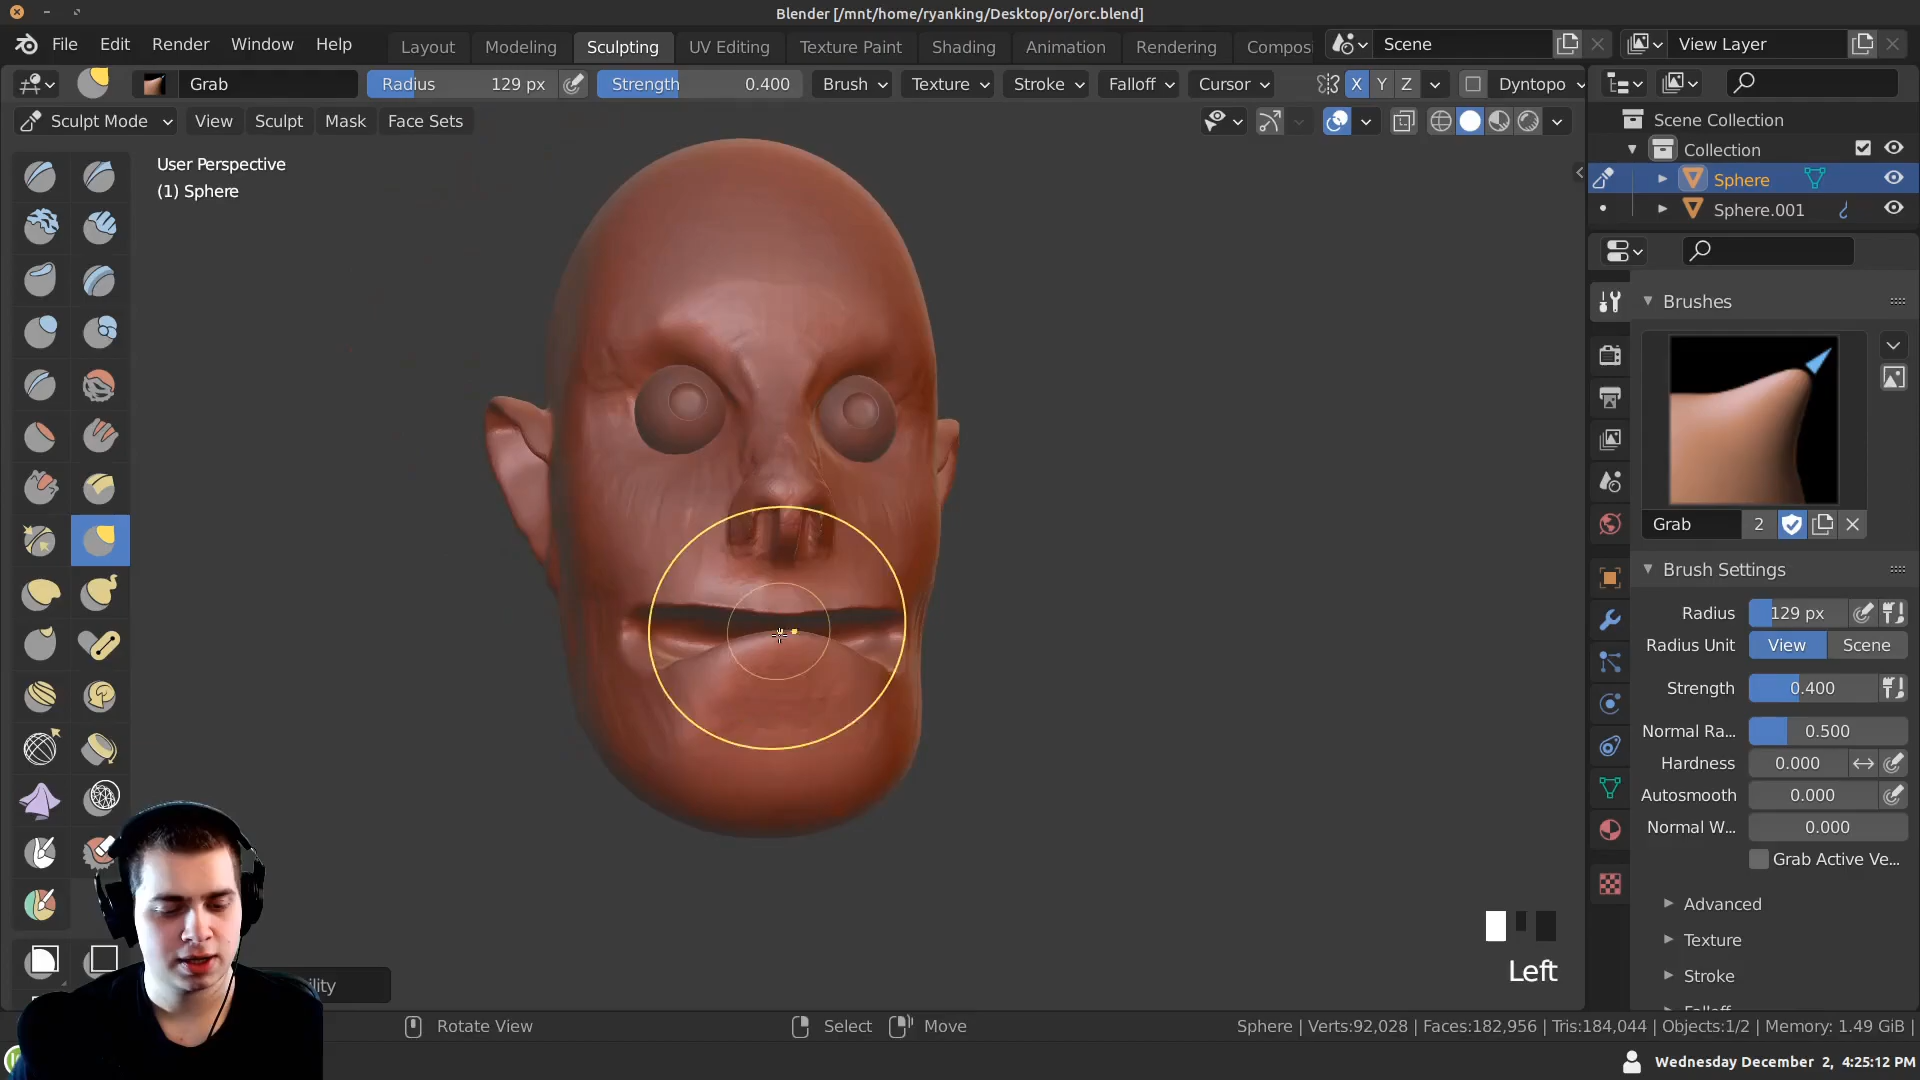 Blender [/mnt/home/ryanking/Desktop/or/orc.blend]
File Edit Render Window Help Layout Modeling Sculpting UV Editing Texture Paint Shading Animation Rendering Compos Scene View Layer
Grab Radius 129 px Strength 0.400 Brush Texture Stroke Falloff Cursor X Y Z Dyntopo
Sculpt Mode View Sculpt Mask Face Sets
Scene Collection
Collection
Sphere
Sphere.001
User Perspective
(1) Sphere
Brushes
Grab 2
Brush Settings
Radius 129 px
Radius Unit View Scene
Strength 0.400
Normal Ra... 0.500
Hardness 0.000
Autosmooth 0.000
Normal W... 0.000
Grab Active Ve...
Advanced
Texture
Stroke
Left
Rotate View Select Move Sphere | Verts:92,028 | Faces:182,956 | Tris:184,044 | Objects:1/2 | Memory: 1.49 GiB |
Wednesday December 2, 4:25:12 PM